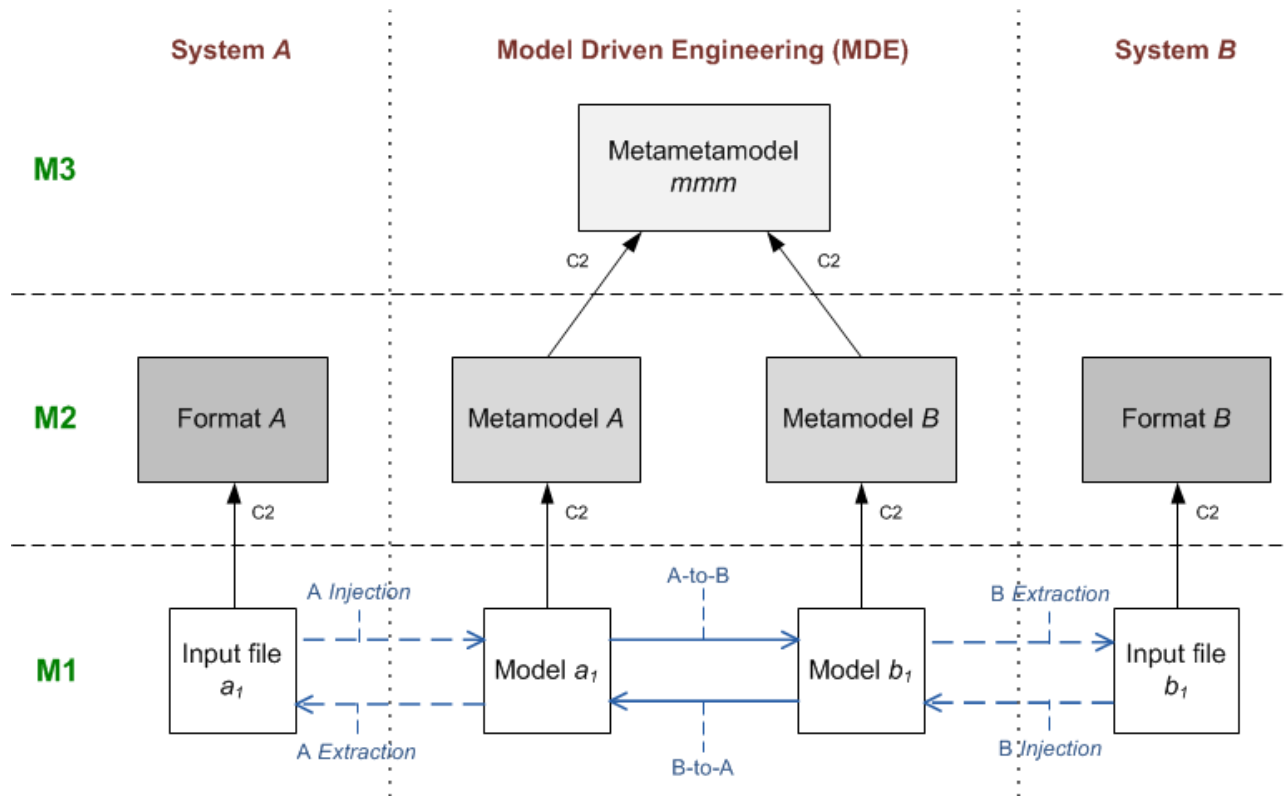 System A
Model Driven Engineering (MDE)
System B
M3
Metametamodel
mmm
C2
C2
M2
Format A
Metamodel A
Metamodel B
Format B
C2
C2
C2
C2
M1
A Injection
A-to-B
B Extraction
Input file
a1
Model a1
Model b1
Input file
b1
A Extraction
B-to-A
B Injection